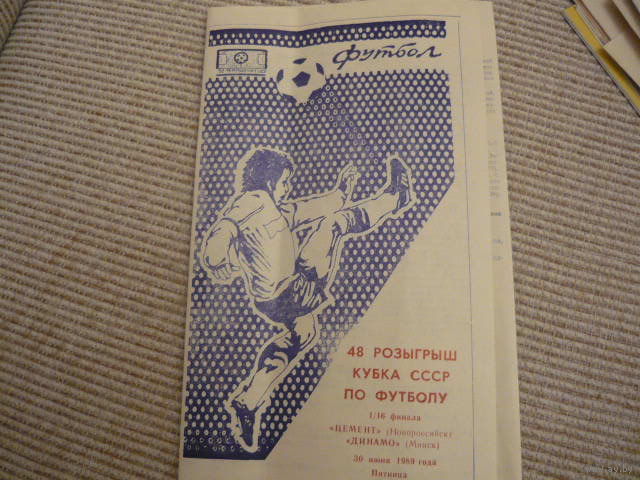 футбол
48 РОЗЫГРЫШ
КУБКА СССР
ПО ФУТБОЛУ
1/16 финала
«ЦЕМЕНТ» (Новороссийск)
«ДИНАМО» (Минск)
30 июня 1989 года
Пятница